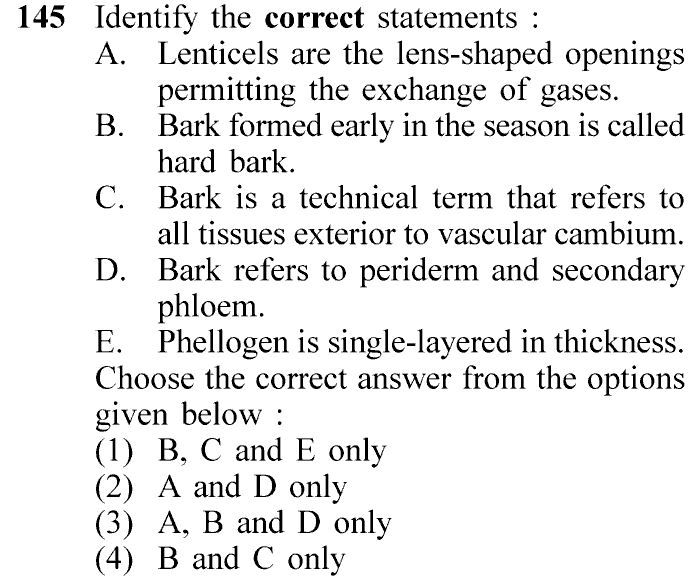 145 Identify the correct statements :
A. Lenticels are the lens-shaped openings
permitting the exchange of gases.
B. Bark formed early in the season is called
hard bark.
C. Bark is a technical term that refers to
all tissues exterior to vascular cambium.
D. Bark refers to periderm and secondary
phloem.
E. Phellogen is single-layered in thickness.
Choose the correct answer from the options
given below :
(1) B, C and E only
(2) A and D only
(3) A, B and D only
(4) B and C only